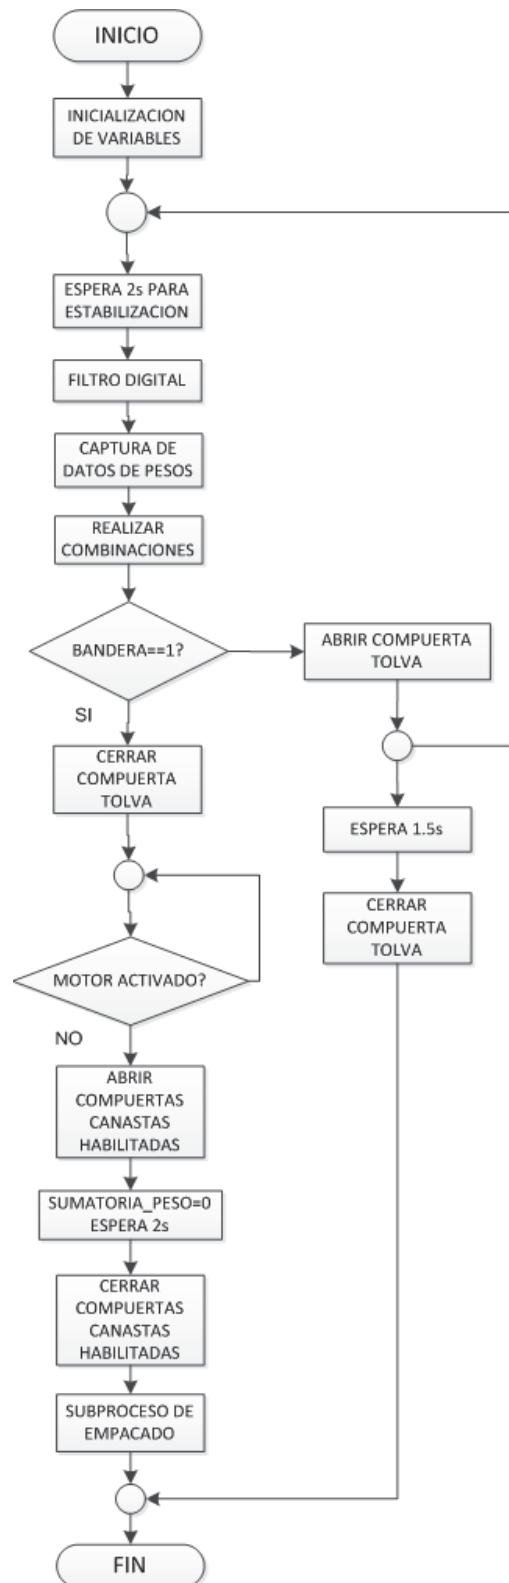 INICIO
INICIALIZACION
DE VARIABLES
ESPERA 2s PARA
ESTABILIZACION
FILTRO DIGITAL
CAPTURA DE
DATOS DE PESOS
REALIZAR
COMBINACIONES
BANDERA==1?
ABRIR COMPUERTA
TOLVA
SI
CERRAR
COMPUERTA
TOLVA
ESPERA 1.5s
CERRAR
COMPUERTA
TOLVA
MOTOR ACTIVADO?
NO
ABRIR
COMPUERTAS
CANASTAS
HABILITADAS
SUMATORIA_PESO=0
ESPERA 2s
CERRAR
COMPUERTAS
CANASTAS
HABILITADAS
SUBPROCESO DE
EMPACADO
FIN